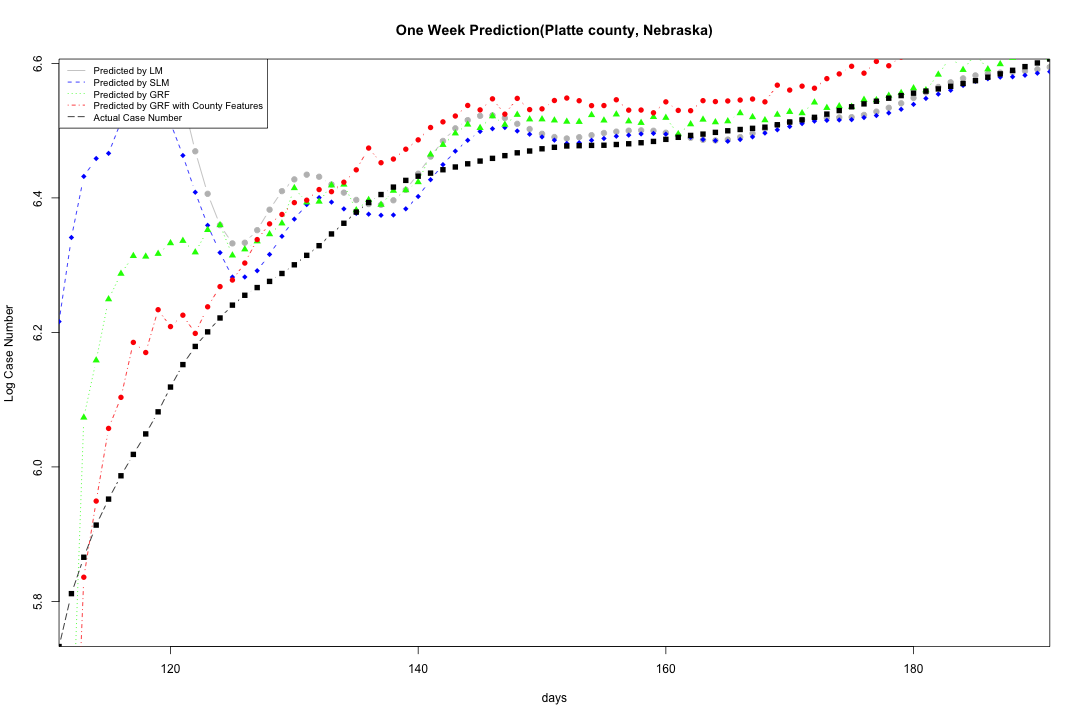 One Week Prediction(Platte county, Nebraska)
Predicted by LM
Predicted by SLM
Predicted by GRF
Predicted by GRF with County Features
Actual Case Number
Log Case Number
6.6
6.4
6.2
6.0
5.8
120 140 160 180
days